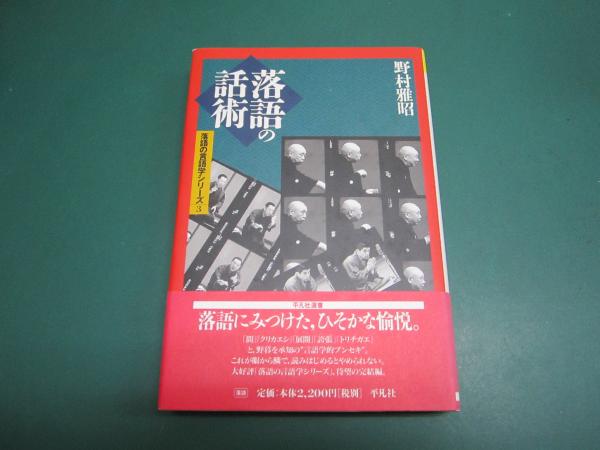 野村雅昭
落語の
話術
落語の言語学シリーズ・3
平凡社選書
落語にみつけた、ひそかな愉悦。
「間」「クリカエシ」「展開」「誇張」「トリチガエ」
と、野暮を承知の"言語学的ブンセキ"。
これが傍から横で、読みはじめるとやめられない。
大好評「落語の言語学シリーズ」、待望の完結編。
落語
定価:本体2,200円[税別] 平凡社